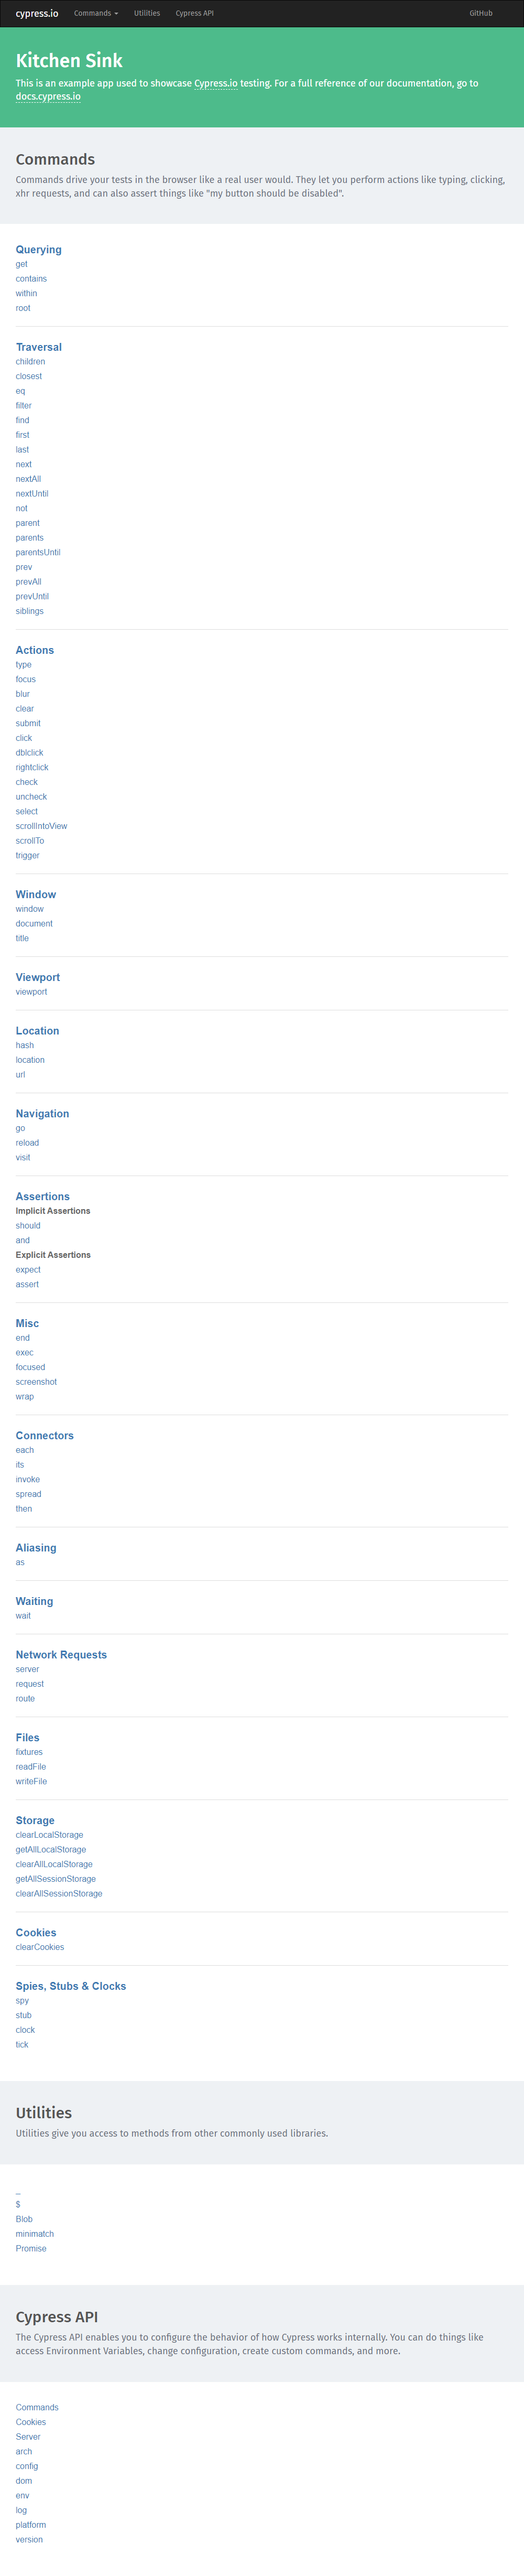 cypress.io Commands Utilities Cypress API GitHub
Kitchen Sink
This is an example app used to showcase Cypress.io testing. For a full reference of our documentation, go to
docs.cypress.io
Commands
Commands drive your tests in the browser like a real user would. They let you perform actions like typing, clicking,
xhr requests, and can also assert things like "my button should be disabled".
Querying
get
contains
within
root
Traversal
children
closest
eq
filter
find
first
last
next
nextAll
nextUntil
not
parent
parents
parentsUntil
prev
prevAll
prevUntil
siblings
Actions
type
focus
blur
clear
submit
click
dblclick
rightclick
check
uncheck
select
scrollIntoView
scrollTo
trigger
Window
window
document
title
Viewport
viewport
Location
hash
location
url
Navigation
go
reload
visit
Assertions
Implicit Assertions
should
and
Explicit Assertions
expect
assert
Misc
end
exec
focused
screenshot
wrap
Connectors
each
its
invoke
spread
then
Aliasing
as
Waiting
wait
Network Requests
server
request
route
Files
fixtures
readFile
writeFile
Storage
clearLocalStorage
getAllLocalStorage
clearAllLocalStorage
getAllSessionStorage
clearAllSessionStorage
Cookies
clearCookies
Spies, Stubs & Clocks
spy
stub
clock
tick
Utilities
Utilities give you access to methods from other commonly used libraries.
_
$
Blob
minimatch
Promise
Cypress API
The Cypress API enables you to configure the behavior of how Cypress works internally. You can do things like
access Environment Variables, change configuration, create custom commands, and more.
Commands
Cookies
Server
arch
config
dom
env
log
platform
version